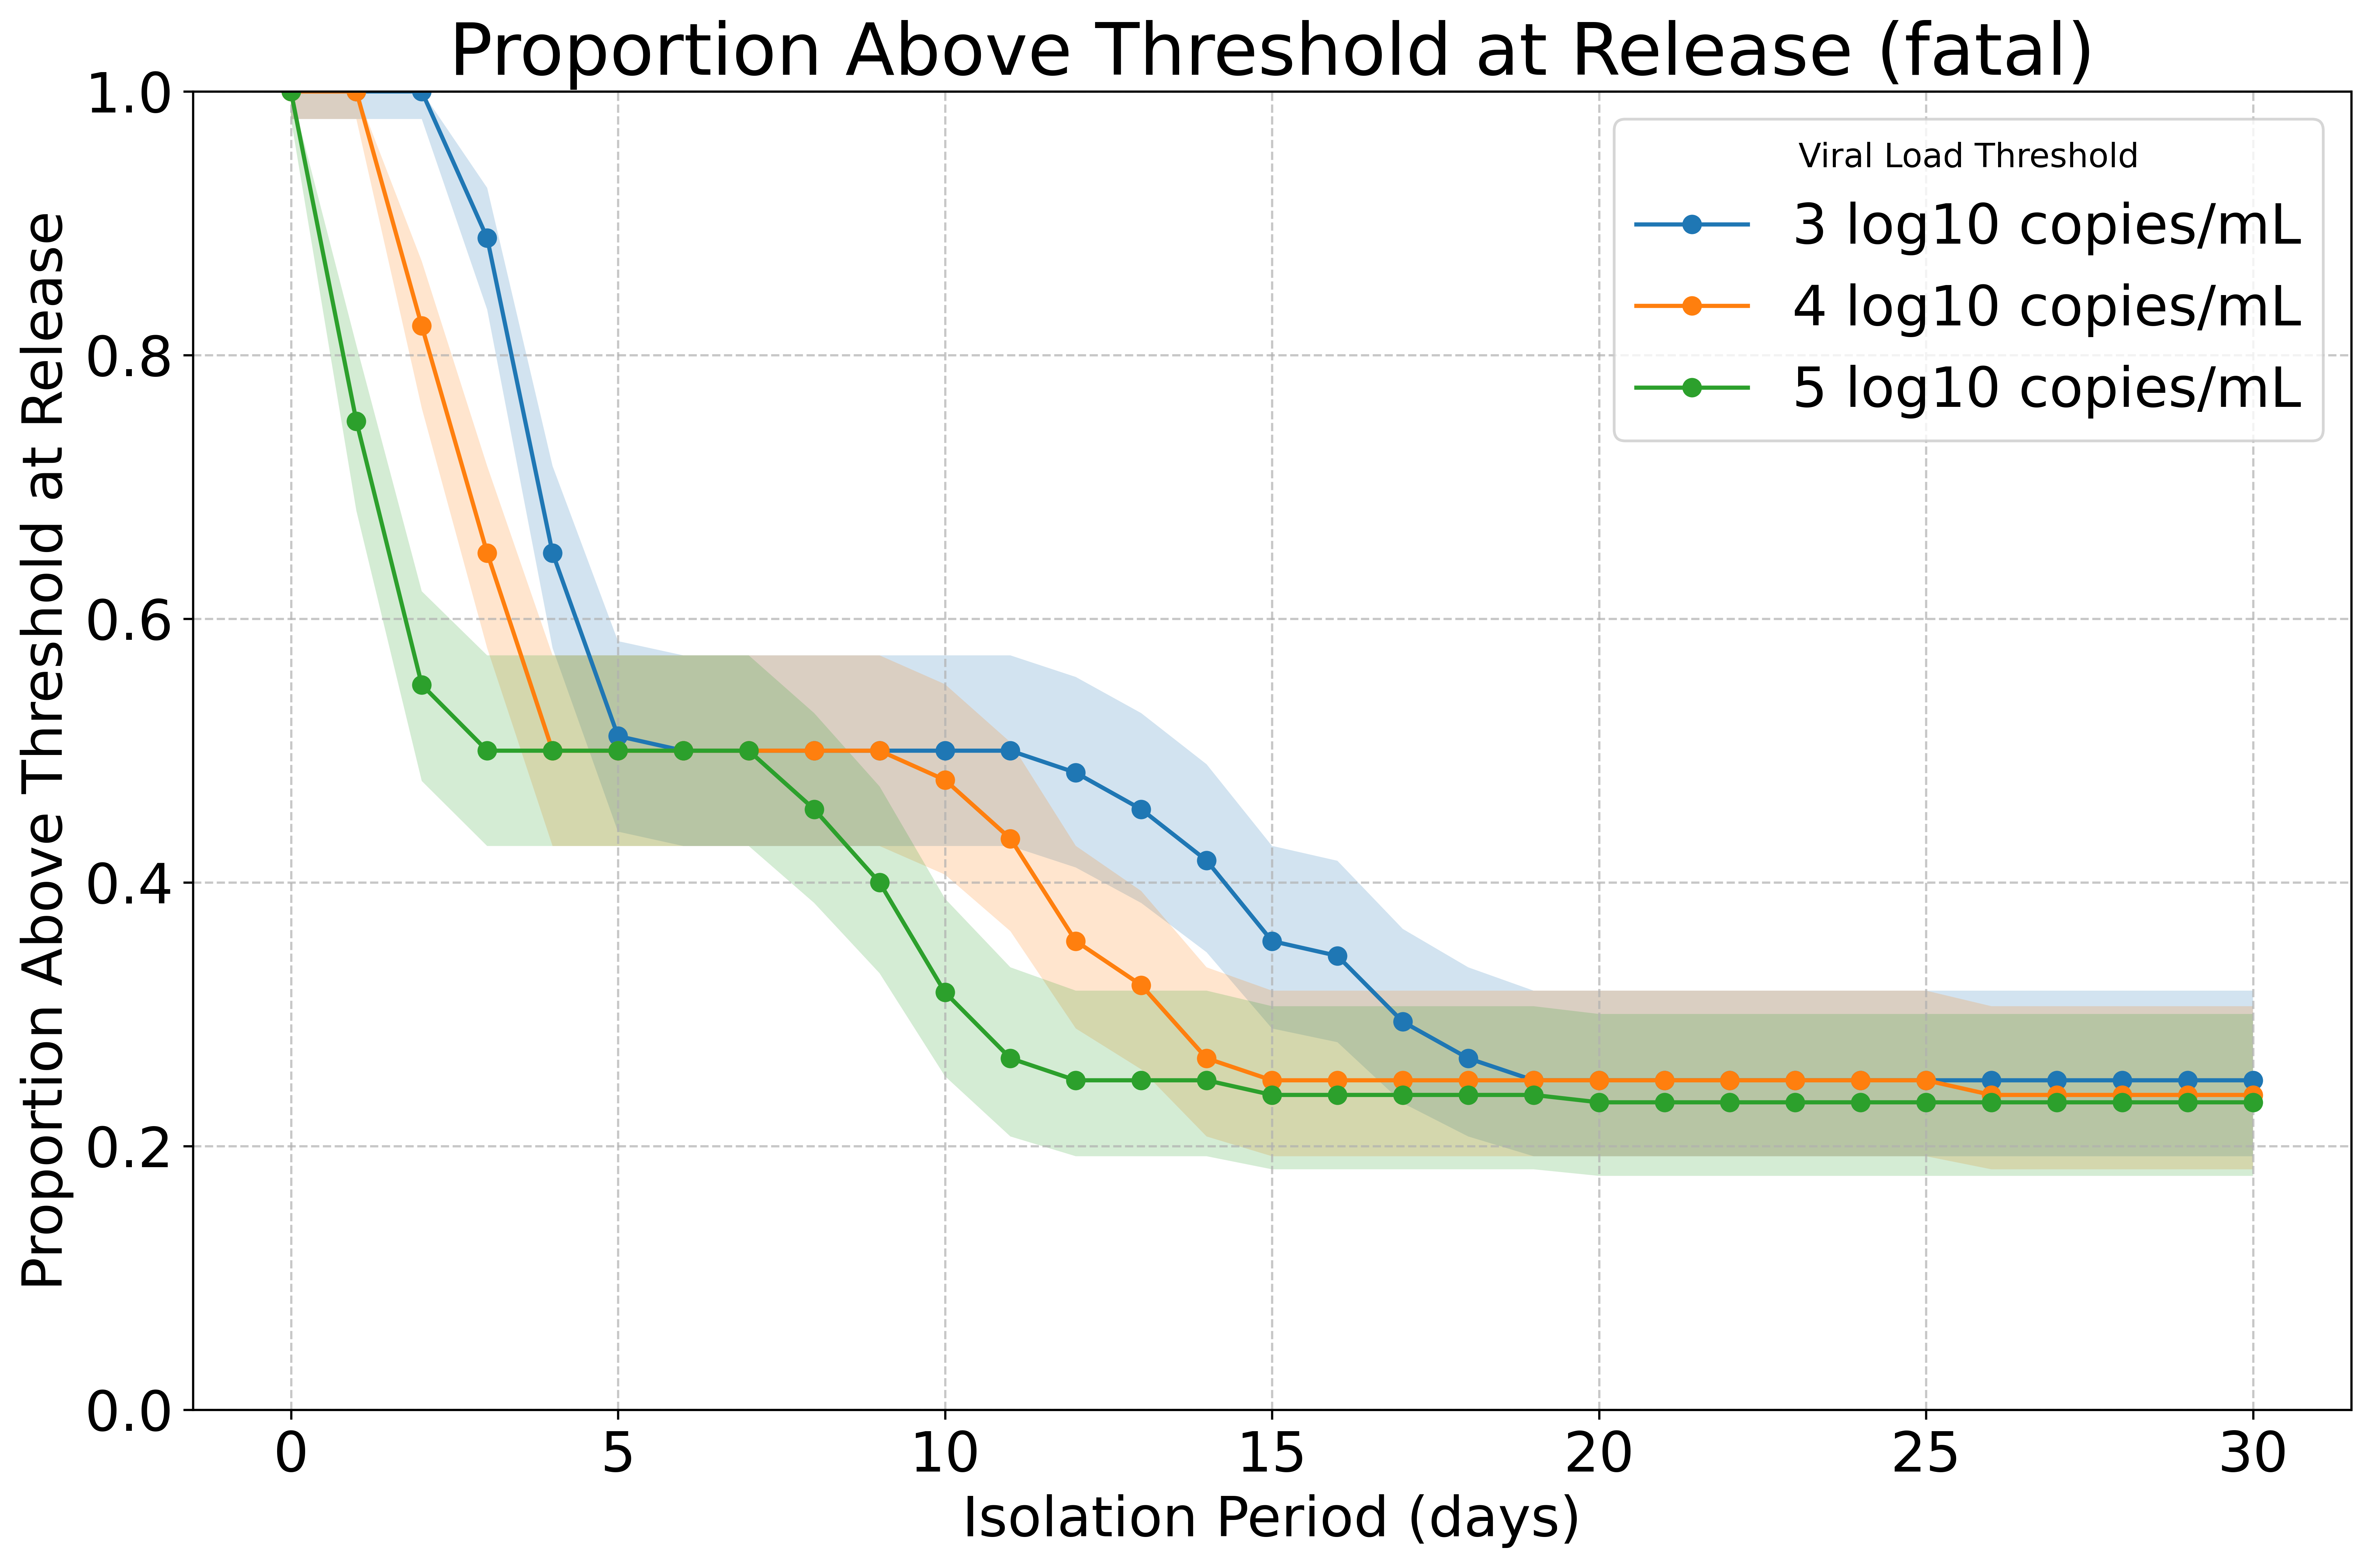 Proportion Above Threshold at Release (fatal)
Viral Load Threshold
3 log10 copies/mL
4 log10 copies/mL
5 log10 copies/mL
Proportion Above Threshold at Release
1.0
0.8
0.6
0.4
0.2
0.0
0 5 10 15 20 25 30
Isolation Period (days)